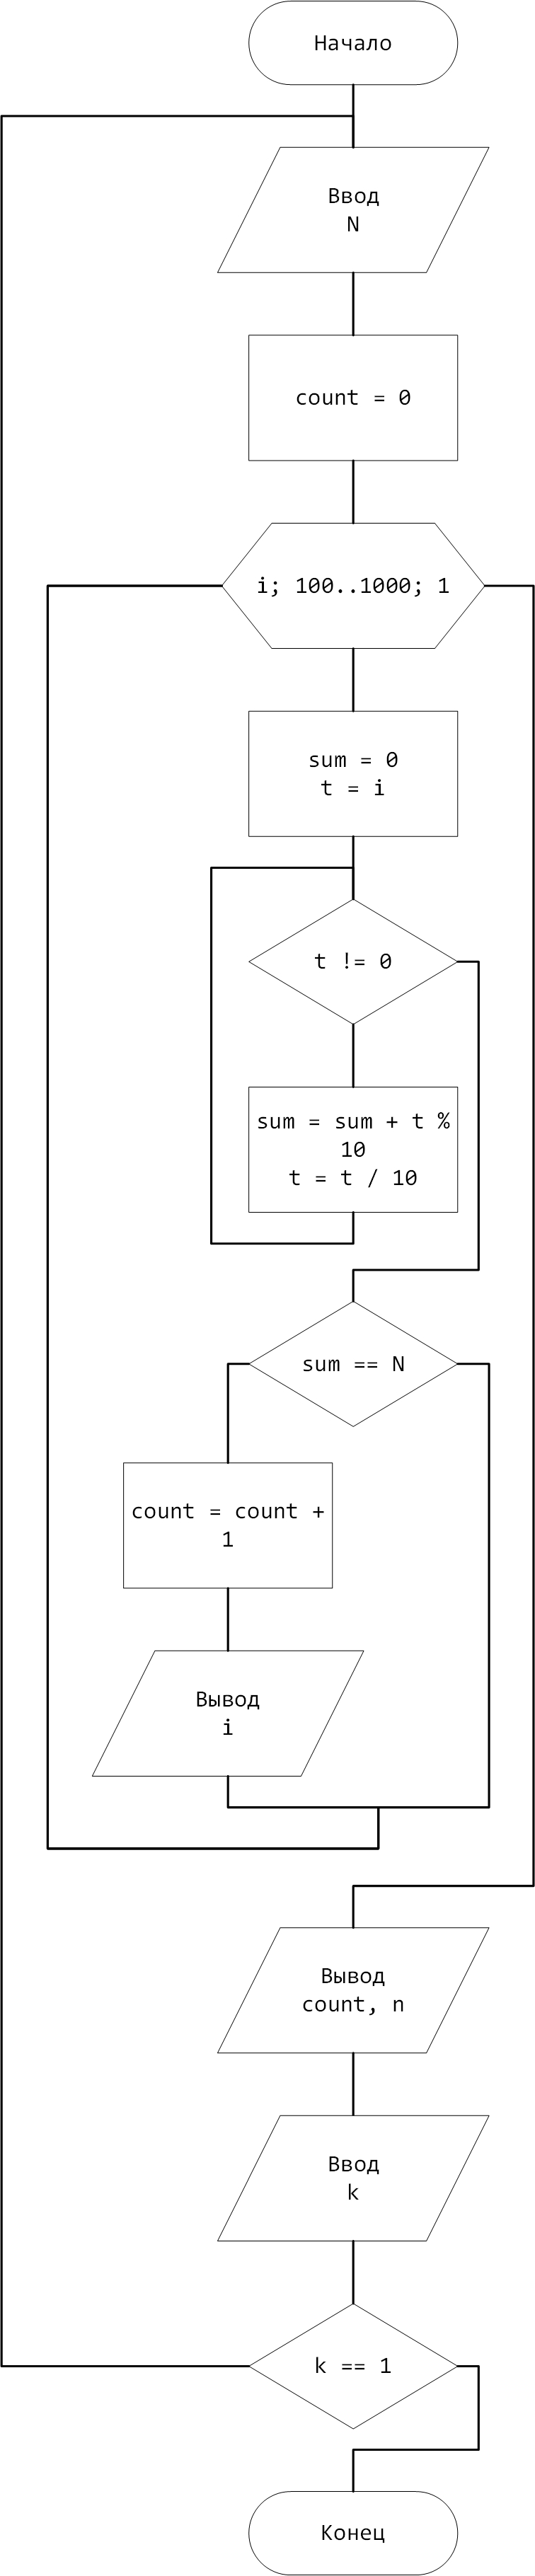 Начало
Ввод
N
count = 0
i; 100..1000; 1
sum = 0
t = i
t != 0
sum = sum + t %
10
t = t / 10
sum == N
count = count +
1
Вывод
i
Вывод
count, n
Ввод
k
k == 1
Конец